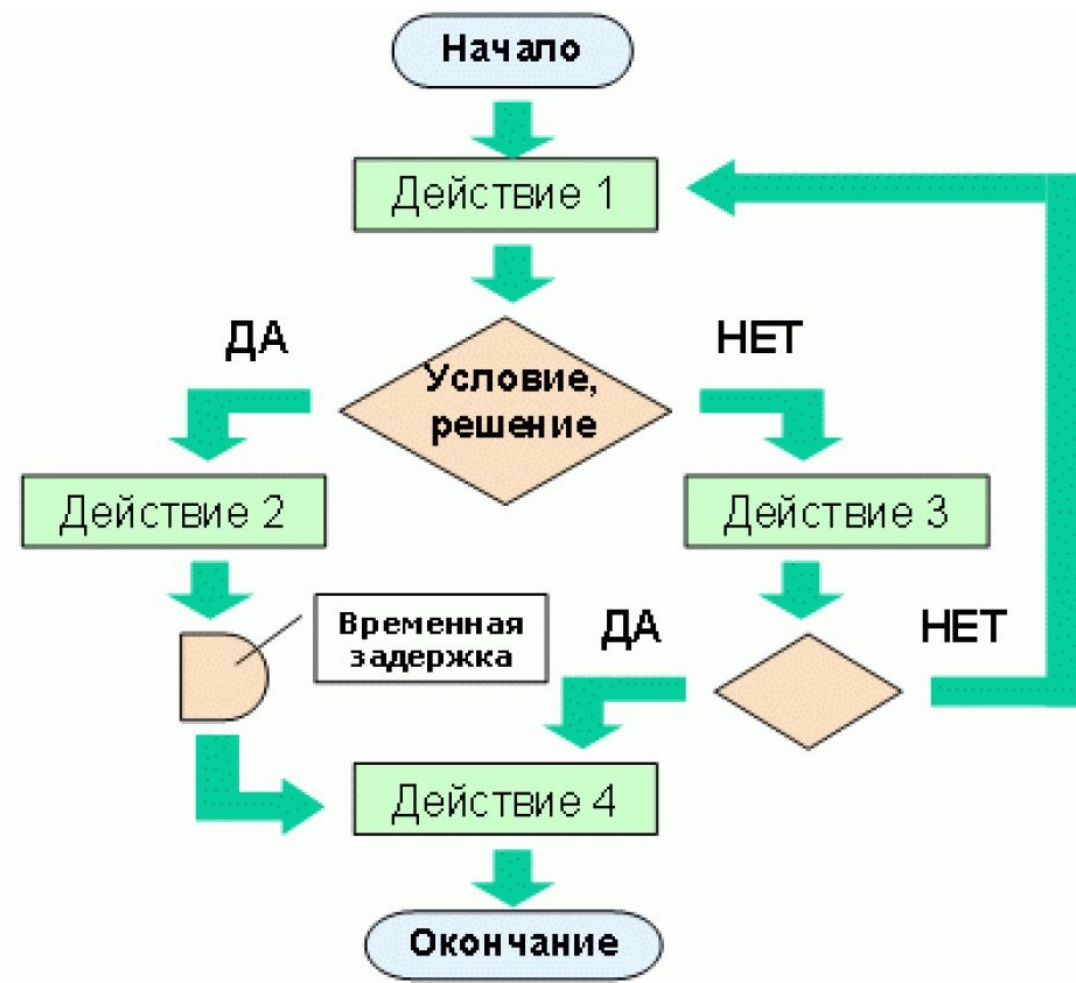 Начало
Действие 1
ДА
НЕТ
Условие,
решение
Действие 2
Действие 3
Временная
задержка
ДА
НЕТ
Действие 4
Окончание